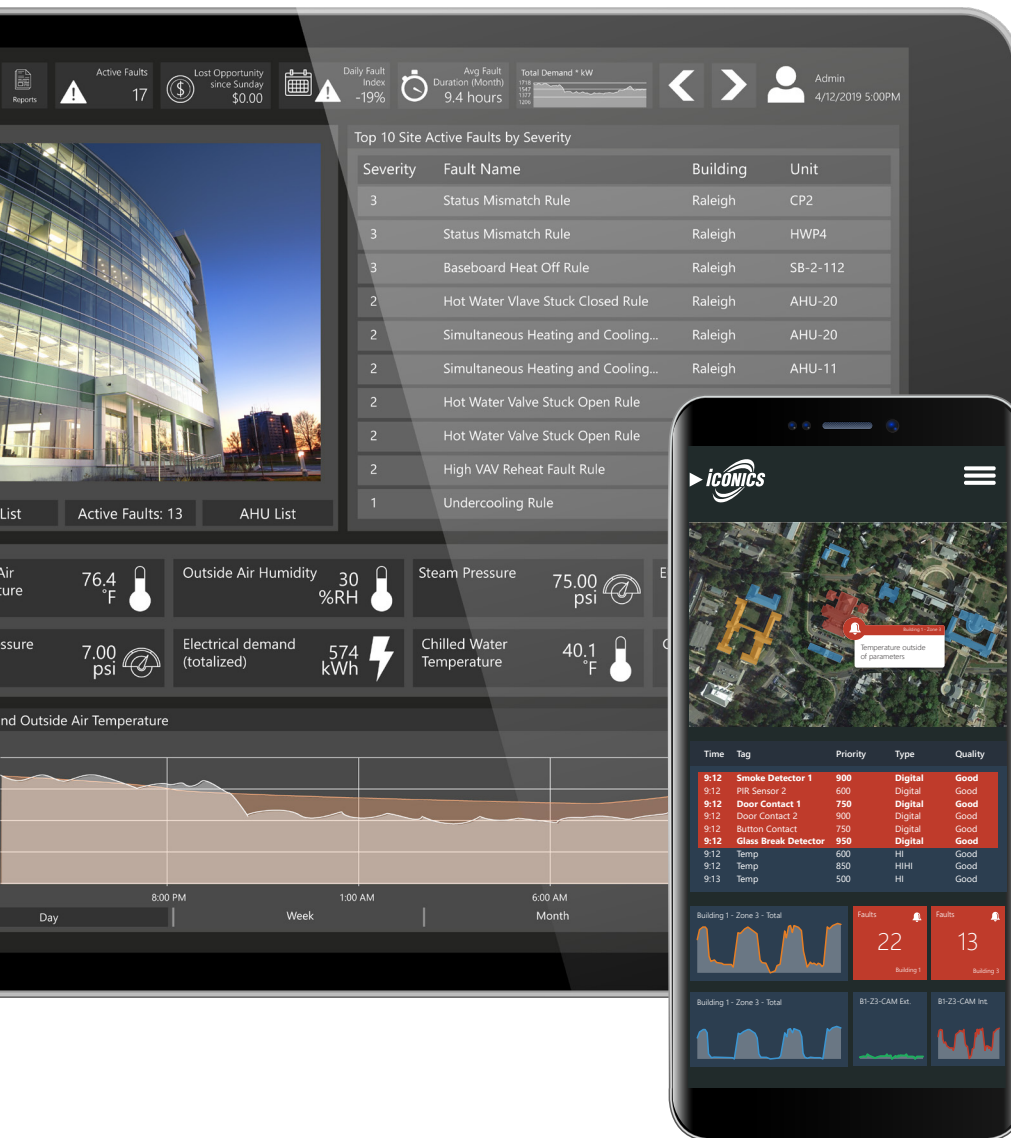 Reports
Active Faults
17
Lost Opportunity
since Sunday
$0.00
Daily Fault
Index
-19%
Avg Fault
Duration (Month)
9.4 hours
Total Demand * kW
1718
1547
1377
1206
Admin
4/12/2019 5:00PM
Top 10 Site Active Faults by Severity
Severity Fault Name Building Unit
3 Status Mismatch Rule Raleigh CP2
3 Status Mismatch Rule Raleigh HWP4
3 Baseboard Heat Off Rule Raleigh SB-2-112
2 Hot Water Vlave Stuck Closed Rule Raleigh AHU-20
2 Simultaneous Heating and Cooling... Raleigh AHU-20
2 Simultaneous Heating and Cooling... Raleigh AHU-11
2 Hot Water Valve Stuck Open Rule
2 Hot Water Valve Stuck Open Rule
2 High VAV Reheat Fault Rule
1 Undercooling Rule
List
Active Faults: 13
AHU List
Air
ture
76.4
°F
Outside Air Humidity
30
%RH
Steam Pressure
75.00
psi
E
ssure
7.00
psi
Electrical demand
(totalized)
574
kWh
Chilled Water
Temperature
40.1
°F
C
nd Outside Air Temperature
8:00 PM 1:00 AM 6:00 AM
Day Week Month
ICONICS
Building 1 - Zone 3
Temperature outside
of parameters
Time Tag Priority Type Quality
9:12 Smoke Detector 1 900 Digital Good
9:12 PIR Sensor 2 600 Digital Good
9:12 Door Contact 1 750 Digital Good
9:12 Door Contact 2 900 Digital Good
9:12 Button Contact 750 Digital Good
9:12 Glass Break Detector 950 Digital Good
9:12 Temp 600 HI Good
9:12 Temp 850 HIHI Good
9:13 Temp 500 HI Good
Building 1 - Zone 3 - Total
Faults
22
Building 1
Faults
13
Building 3
Building 1 - Zone 3 - Total
B1-Z3-CAM Ext.
B1-Z3-CAM Int.